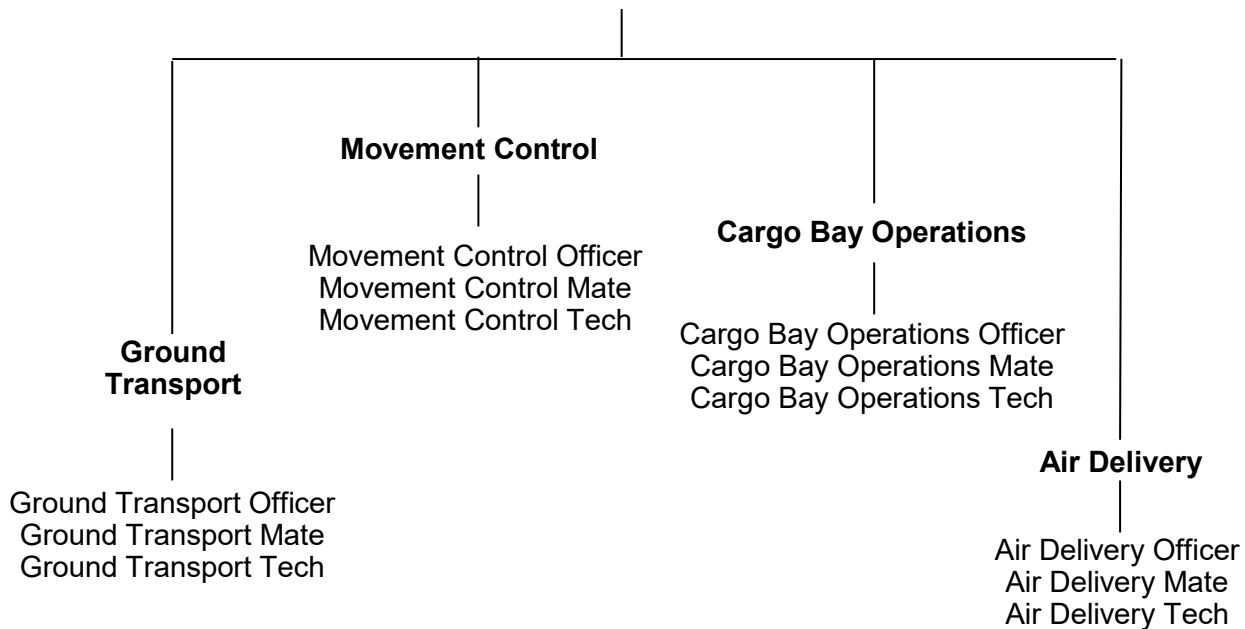 Movement Control
Movement Control Officer
Movement Control Mate
Movement Control Tech
Cargo Bay Operations
Cargo Bay Operations Officer
Cargo Bay Operations Mate
Cargo Bay Operations Tech
Ground
Transport
Ground Transport Officer
Ground Transport Mate
Ground Transport Tech
Air Delivery
Air Delivery Officer
Air Delivery Mate
Air Delivery Tech